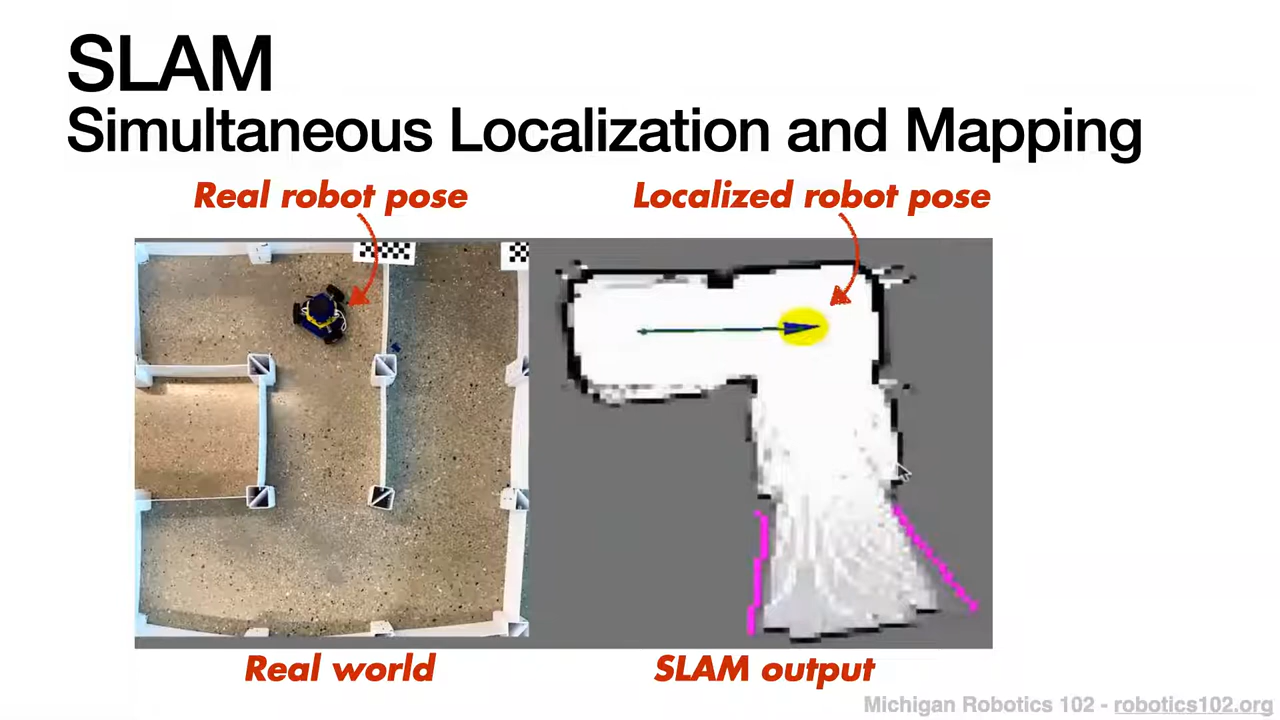 SLAM
Simultaneous Localization and Mapping
Real robot pose
Localized robot pose
Real world
SLAM output
Michigan Robotics 102 - robotics102.org